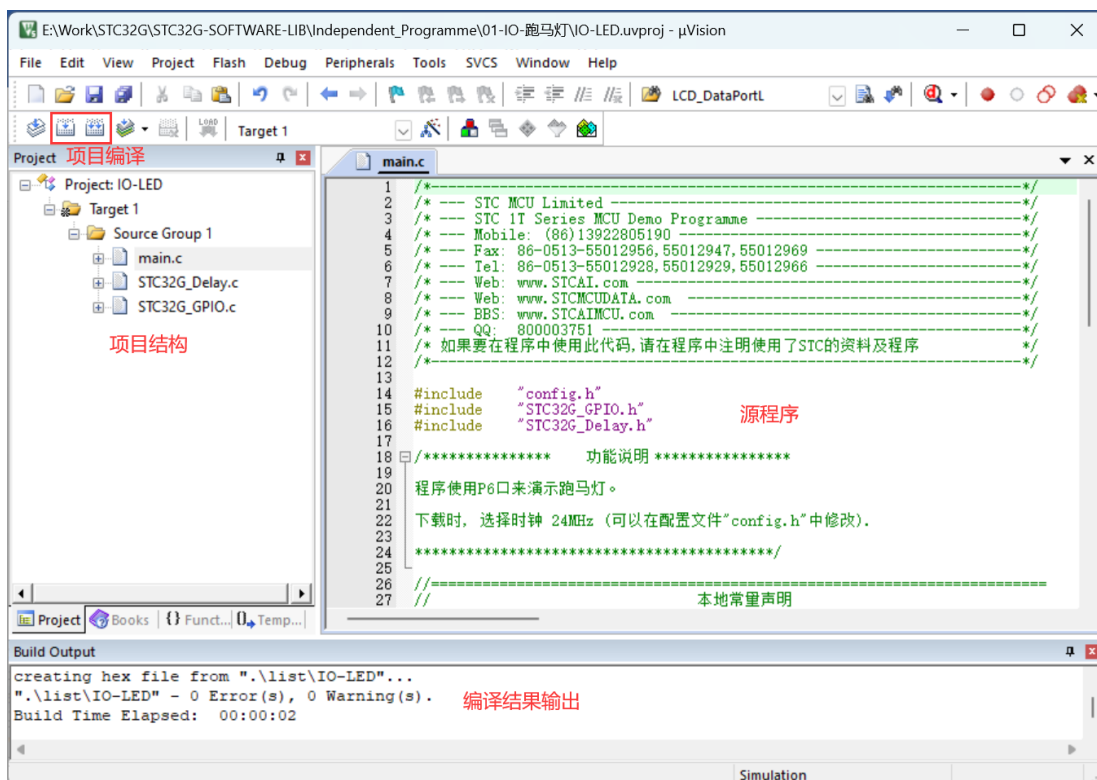 E:\Work\STC32G\STC32G-SOFTWARE-LIB\Independent_Programme\01-IO-跑马灯\IO-LED.uvproj - µVision
File Edit View Project Flash Debug Peripherals Tools SVCS Window Help
LCD_DataPortL
LOAD
Target 1
Project 项目编译
main.c
Project: IO-LED
Target 1
Source Group 1
main.c
STC32G_Delay.c
STC32G_GPIO.c
项目结构
1 /*---------------------------------------------------------------------*/
2 /* --- STC MCU Limited ------------------------------------------------*/
3 /* --- STC 1T Series MCU Demo Programme -------------------------------*/
4 /* --- Mobile: (86)13922805190 ----------------------------------------*/
5 /* --- Fax: 86-0513-55012956,55012947,55012969 ------------------------*/
6 /* --- Tel: 86-0513-55012928,55012929,55012966 ------------------------*/
7 /* --- Web: www.STCAI.com ---------------------------------------------*/
8 /* --- Web: www.STCMCUDATA.com  ---------------------------------------*/
9 /* --- BBS: www.STCAIMCU.com  -----------------------------------------*/
10 /* --- QQ:  800003751 -------------------------------------------------*/
11 /* 如果要在程序中使用此代码,请在程序中注明使用了STC的资料及程序            */
12 /*---------------------------------------------------------------------*/
13
14 #include    "config.h"
15 #include    "STC32G_GPIO.h"
16 #include    "STC32G_Delay.h"
源程序
17
18 /***************    功能说明 ****************
19
20 程序使用P6口来演示跑马灯。
21
22 下载时, 选择时钟 24MHz (可以在配置文件"config.h"中修改).
23
24 ******************************************/
25
26 //========================================================================
27 //                               本地常量声明
Project Books {} Funct... Temp...
Build Output
creating hex file from ".\list\IO-LED"...
".\list\IO-LED" - 0 Error(s), 0 Warning(s).
Build Time Elapsed:  00:00:02
编译结果输出
Simulation